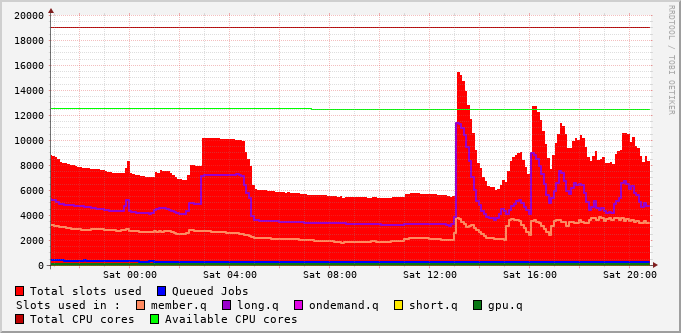 20000
18000
16000
14000
12000
10000
8000
6000
4000
2000
0
Sat 00:00 Sat 04:00 Sat 08:00 Sat 12:00 Sat 16:00 Sat 20:00
Total slots used Queued Jobs
Slots used in : member.q long.q ondemand.q short.q gpu.q
Total CPU cores Available CPU cores
RRDTOOL / TOBI OETIKER